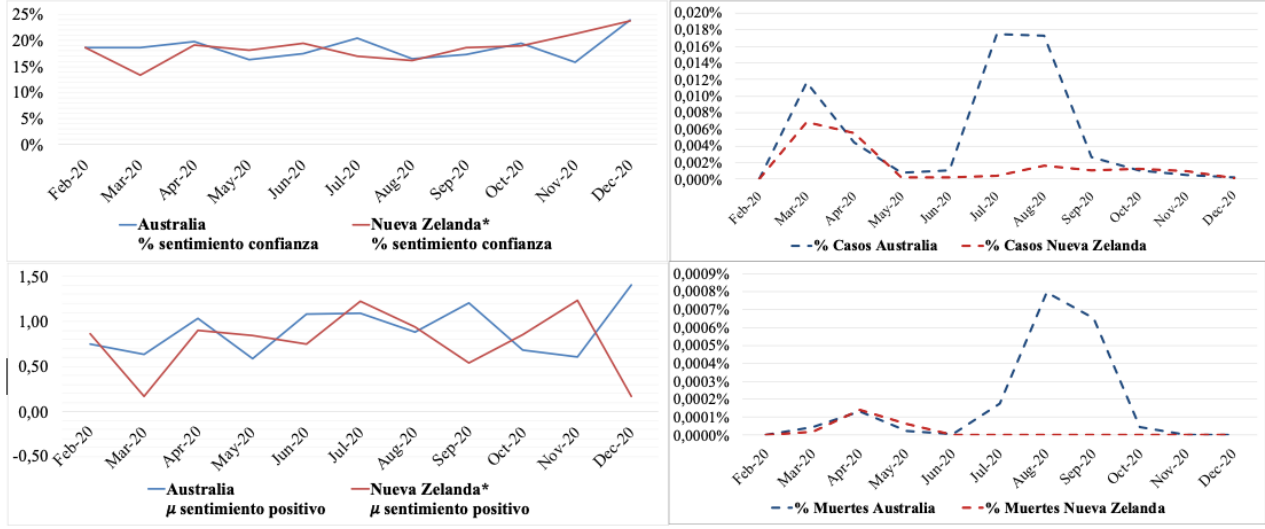 25%
20%
15%
10%
5%
0%
Feb-20
Mar-20
Apr-20
May-20
Jun-20
Jul-20
Aug-20
Sep-20
Oct-20
Nov-20
Dec-20
Australia
% sentimiento confianza
Nueva Zelanda*
% sentimiento confianza
0,020%
0,018%
0,016%
0,014%
0,012%
0,010%
0,008%
0,006%
0,004%
0,002%
0,000%
Feb-20
Mar-20
Apr-20
May-20
Jun-20
Jul-20
Aug-20
Sep-20
Oct-20
Nov-20
Dec-20
% Casos Australia
% Casos Nueva Zelanda
1,50
1,00
0,50
0,00
-0,50
Feb-20
Mar-20
Apr-20
May-20
Jun-20
Jul-20
Aug-20
Sep-20
Oct-20
Nov-20
Dec-20
Australia
μ sentimiento positivo
Nueva Zelanda*
μ sentimiento positivo
0,0009%
0,0008%
0,0007%
0,0006%
0,0005%
0,0004%
0,0003%
0,0002%
0,0001%
0,0000%
Feb-20
Mar-20
Apr-20
May-20
Jun-20
Jul-20
Aug-20
Sep-20
Oct-20
Nov-20
Dec-20
% Muertes Australia
% Muertes Nueva Zelanda